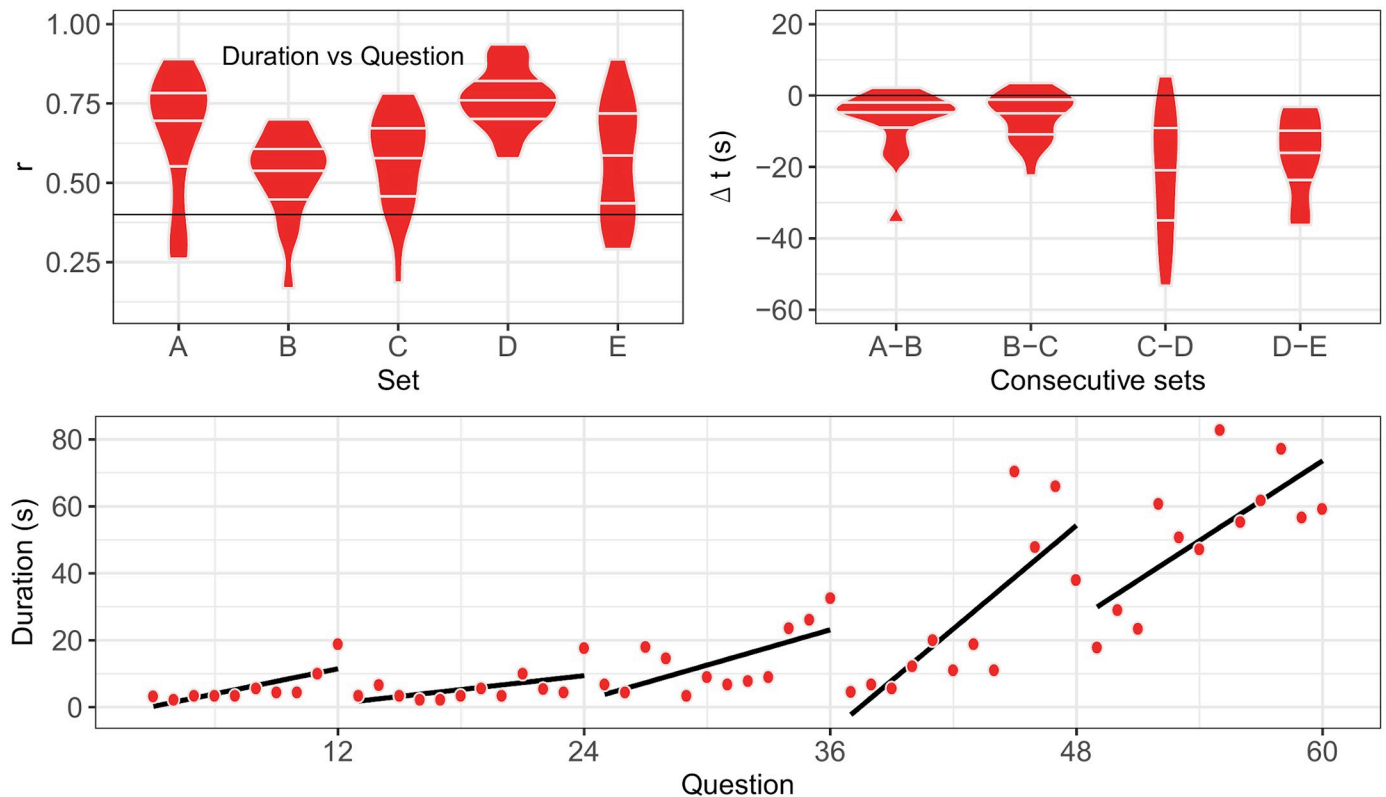 1.00
0.75
0.50
0.25
r
Duration vs Question
A B C D E
Set
20
0
−20
−40
−60
Δ t (s)
A−B B−C C−D D−E
Consecutive sets
80
60
40
20
0
Duration (s)
12 24 36 48 60
Question